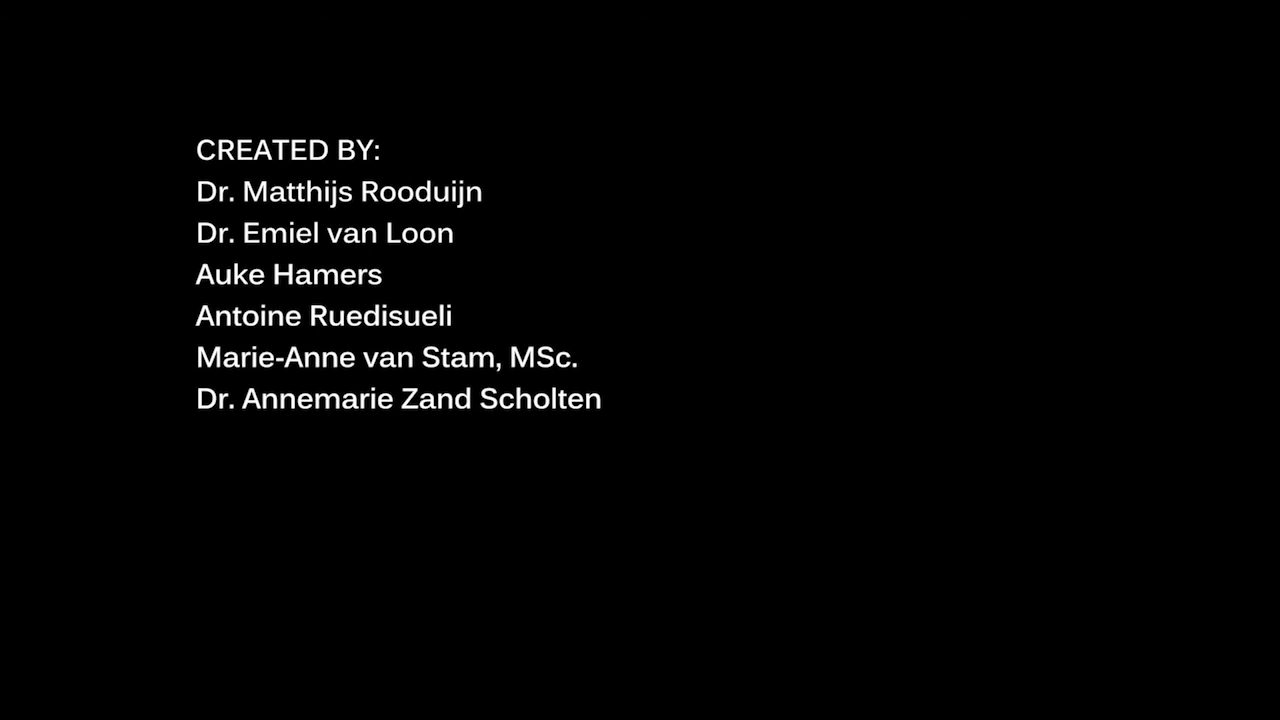 CREATED BY:
Dr. Matthijs Rooduijn
Dr. Emiel van Loon
Auke Hamers
Antoine Ruedisueli
Marie-Anne van Stam, MSc.
Dr. Annemarie Zand Scholten